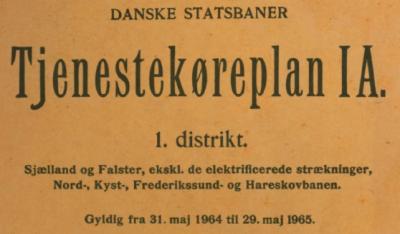 DANSKE STATSBANER
Tjenestekøreplan IA.
1. distrikt.
Sjælland og Falster, ekskl. de elektrificerede strækninger,
Nord-, Kyst-, Frederikssund- og Hareskovbanen.
Gyldig fra 31. maj 1964 til 29. maj 1965.